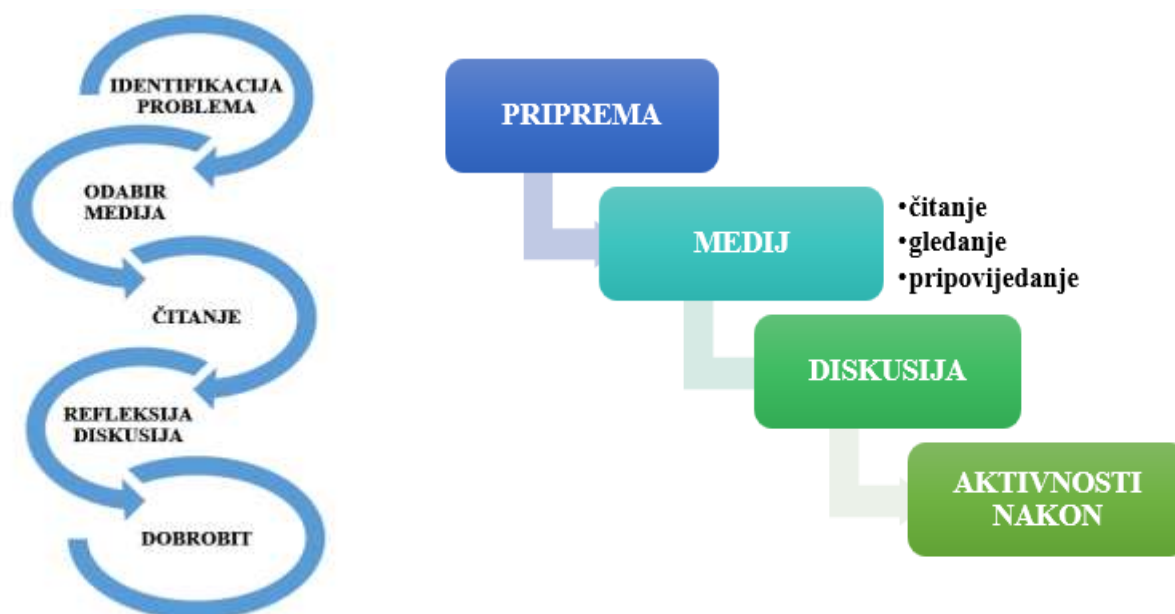 IDENTIFIKACIJA
PROBLEMA
ODABIR
MEDIJA
ČITANJE
REFLEKSIJA
DISKUSIJA
DOBROBIT
PRIPREMA
MEDIJ
•čitanje
•gledanje
•pripovijedanje
DISKUSIJA
AKTIVNOSTI
NAKON